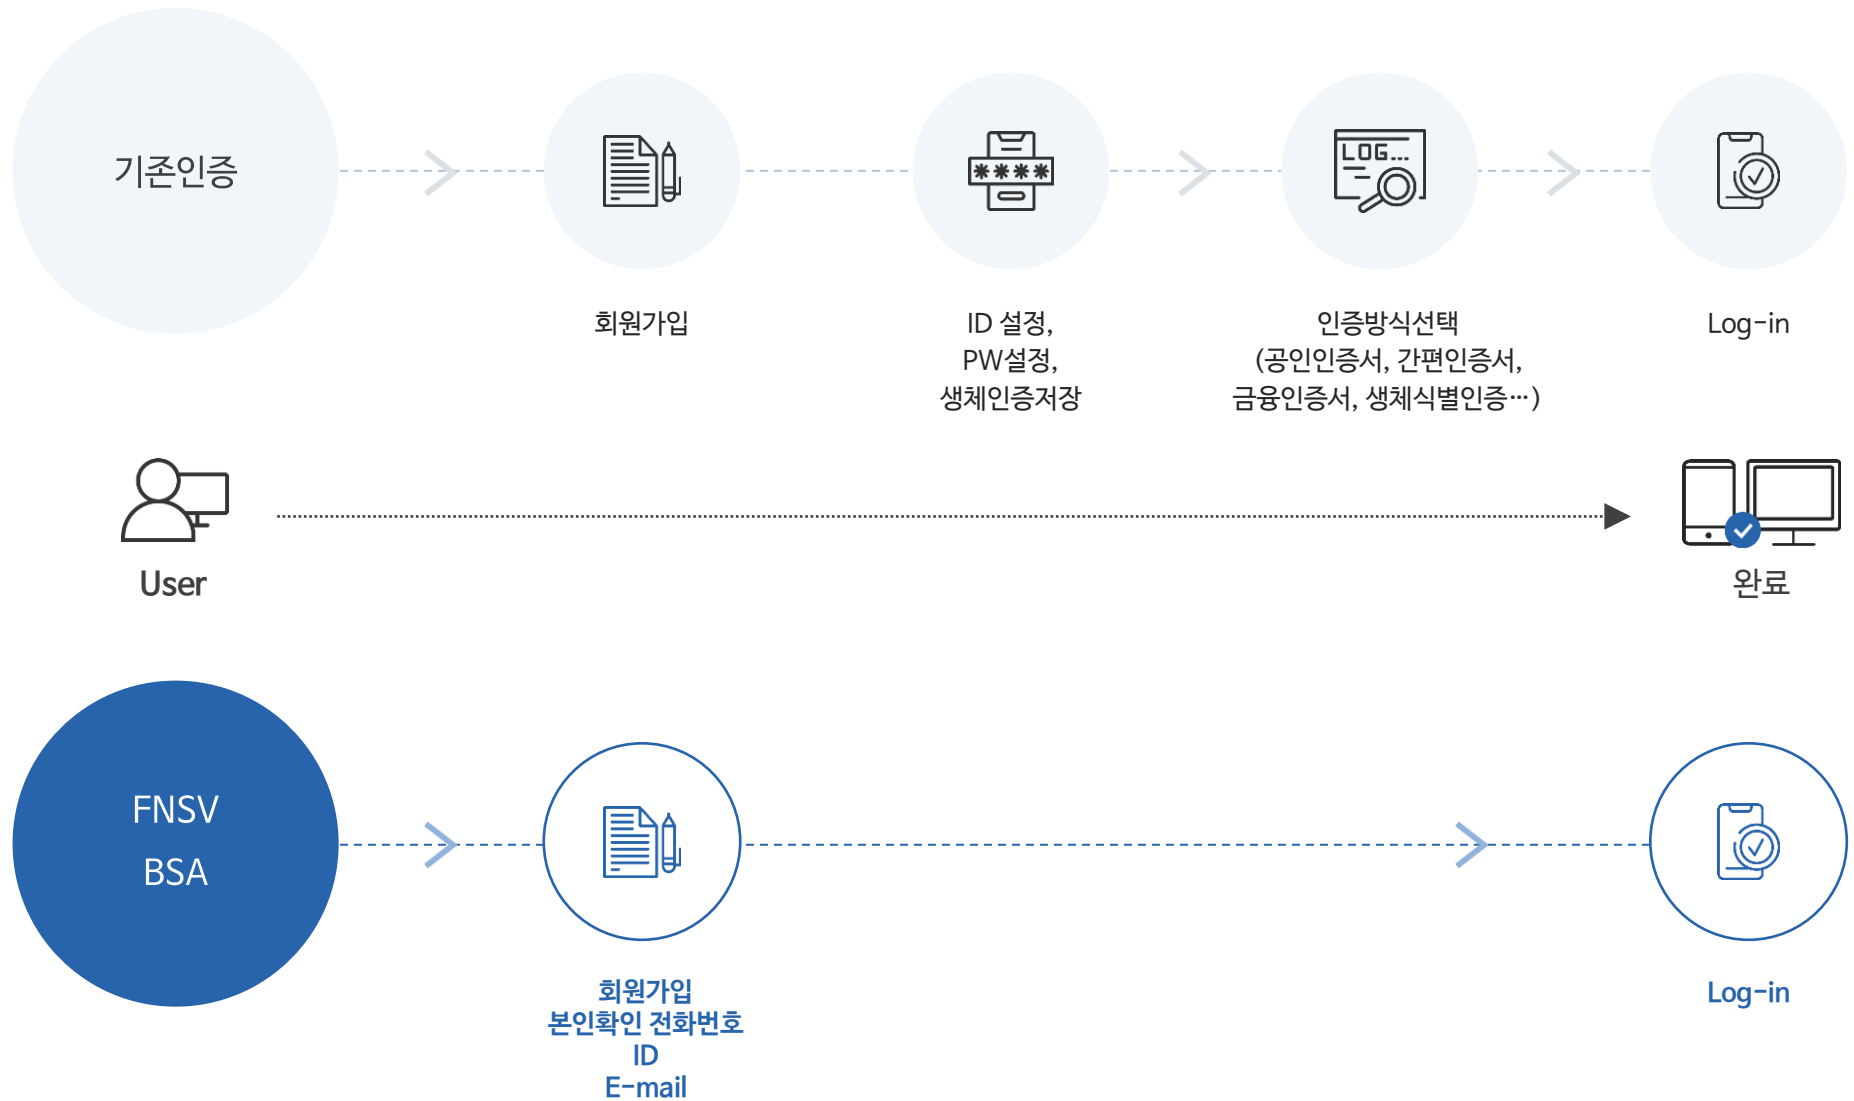 기존인증
회원가입
ID 설정,
PW설정,
생체인증저장
LOG...
인증방식선택
(공인인증서, 간편인증서,
금융인증서, 생체식별인증…)
Log-in
User
완료
FNSV
BSA
회원가입
본인확인 전화번호
ID
E-mail
Log-in